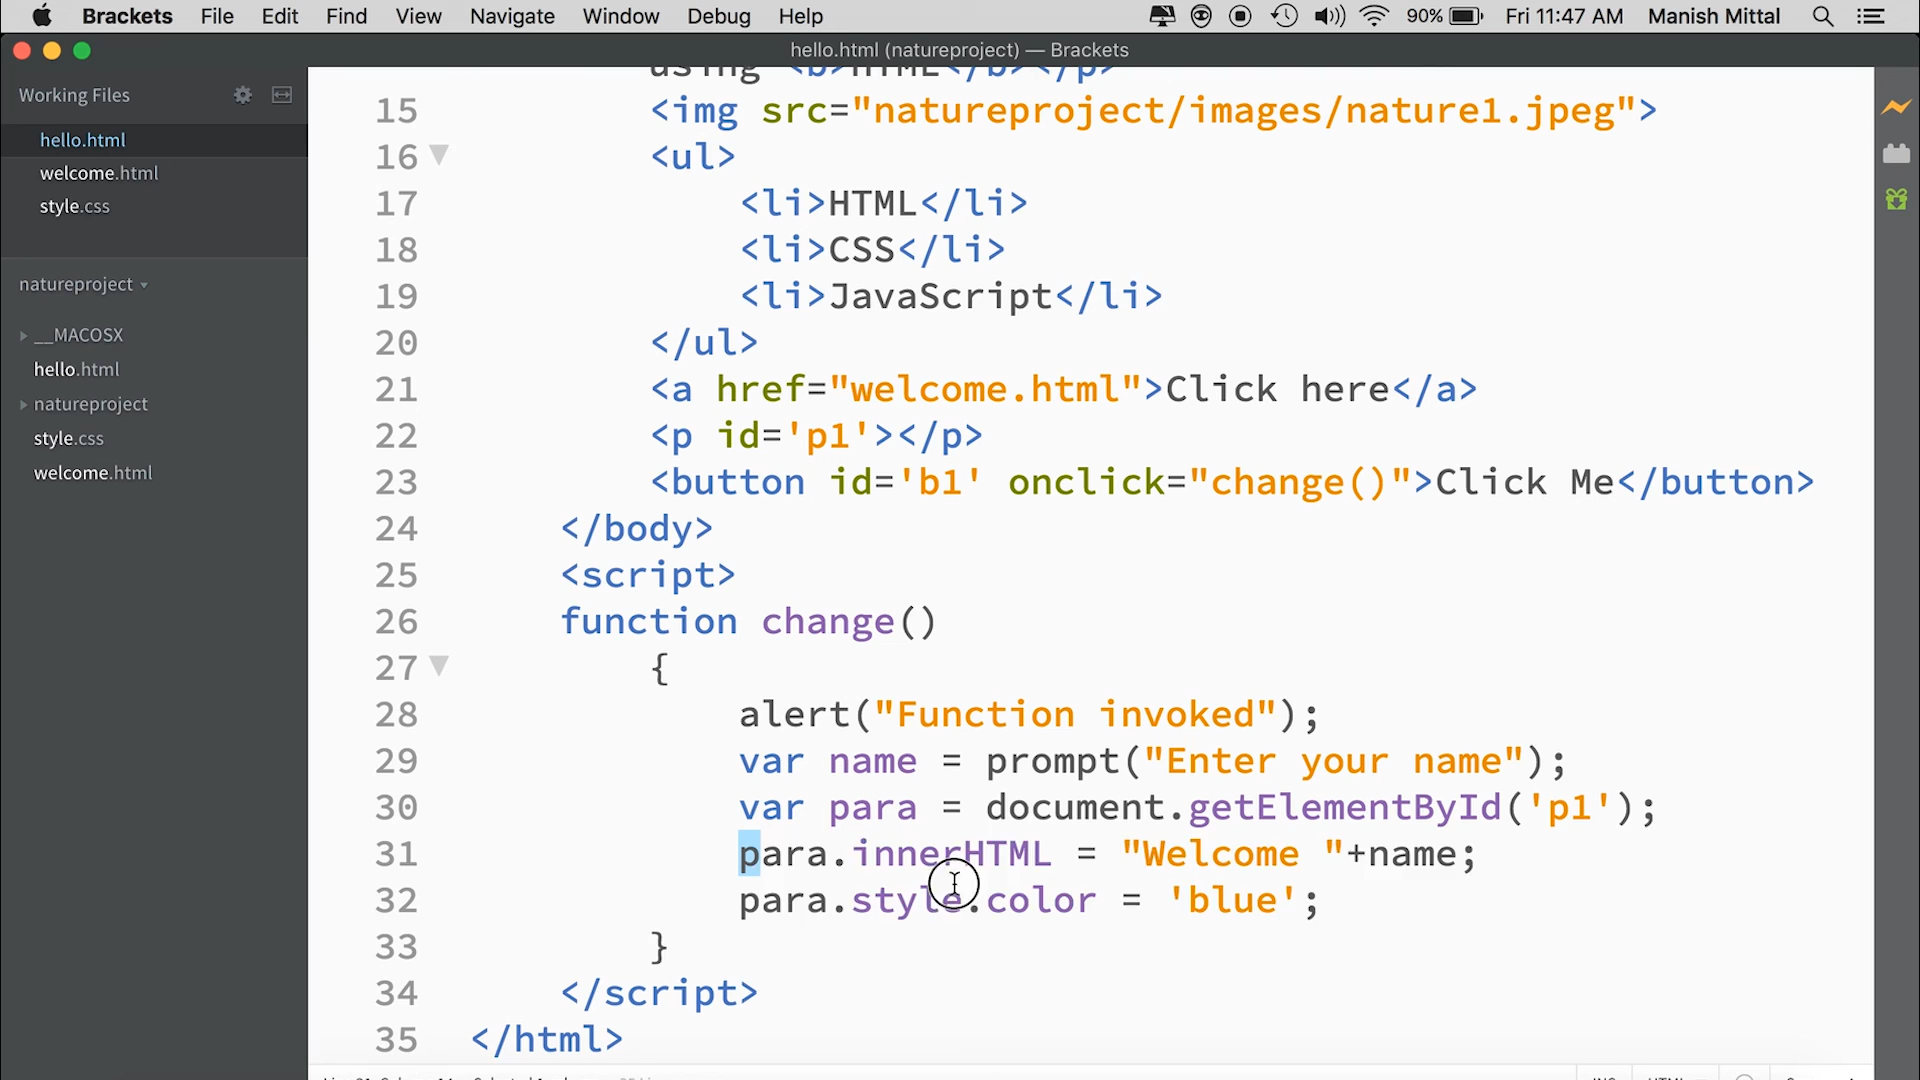 Brackets File Edit Find View Navigate Window Debug Help 90% Fri 11:47 AM Manish Mittal
hello.html (natureproject) — Brackets
Working Files
hello.html
welcome.html
style.css
natureproject
__MACOSX
hello.html
natureproject
style.css
welcome.html
using <b>HTML</b></p>
15 <img src="natureproject/images/nature1.jpeg">
16 <ul>
17 <li>HTML</li>
18 <li>CSS</li>
19 <li>JavaScript</li>
20 </ul>
21 <a href="welcome.html">Click here</a>
22 <p id='p1'></p>
23 <button id='b1' onclick="change()">Click Me</button>
24 </body>
25 <script>
26 function change()
27 {
28 alert("Function invoked");
29 var name = prompt("Enter your name");
30 var para = document.getElementById('p1');
31 para.innerHTML = "Welcome "+name;
32 para.style.color = 'blue';
33 }
34 </script>
35 </html>